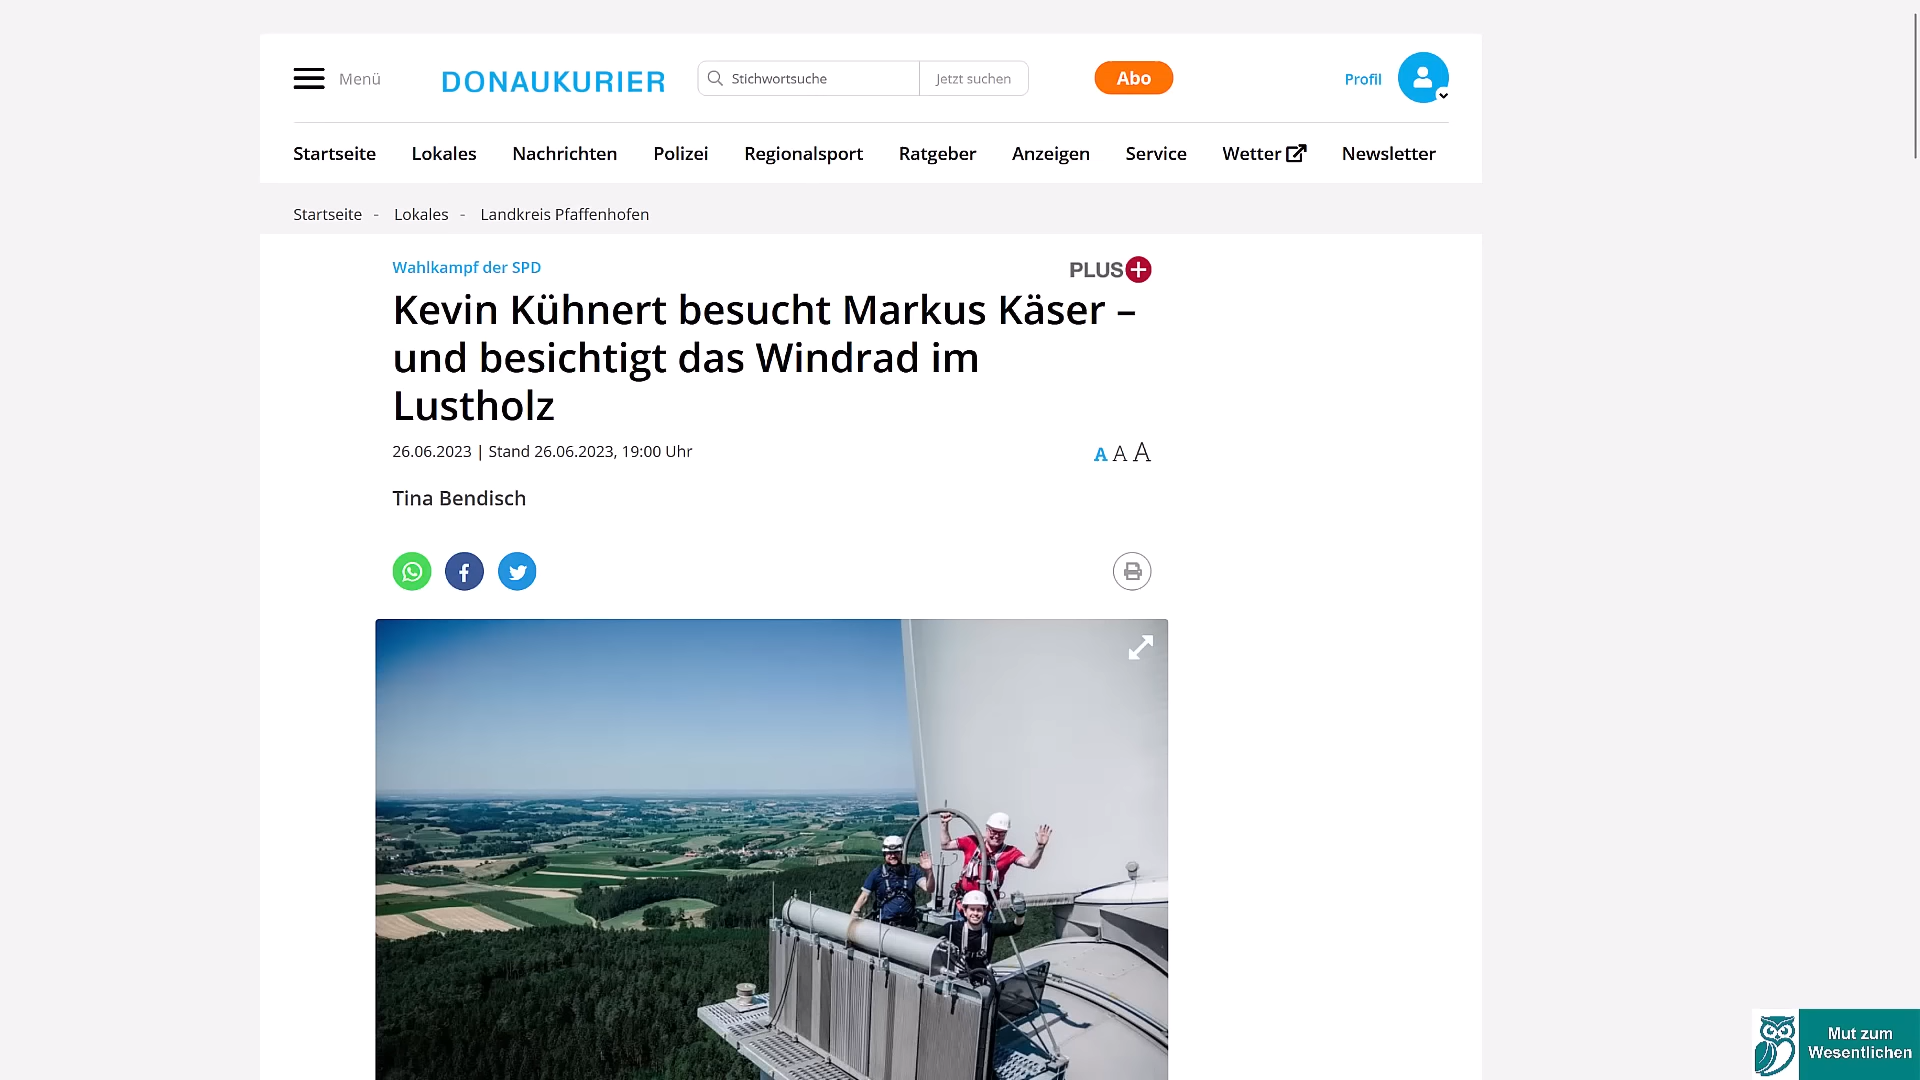 Menü
DONAUKURIER
Stichwortsuche
Jetzt suchen
Abo
Profil
Startseite Lokales Nachrichten Polizei Regionalsport Ratgeber Anzeigen Service Wetter Newsletter
Startseite - Lokales - Landkreis Pfaffenhofen
Wahlkampf der SPD
PLUS+
Kevin Kühnert besucht Markus Käser –
und besichtigt das Windrad im
Lustholz
26.06.2023 | Stand 26.06.2023, 19:00 Uhr
A A A
Tina Bendisch
Mut zum
Wesentlichen